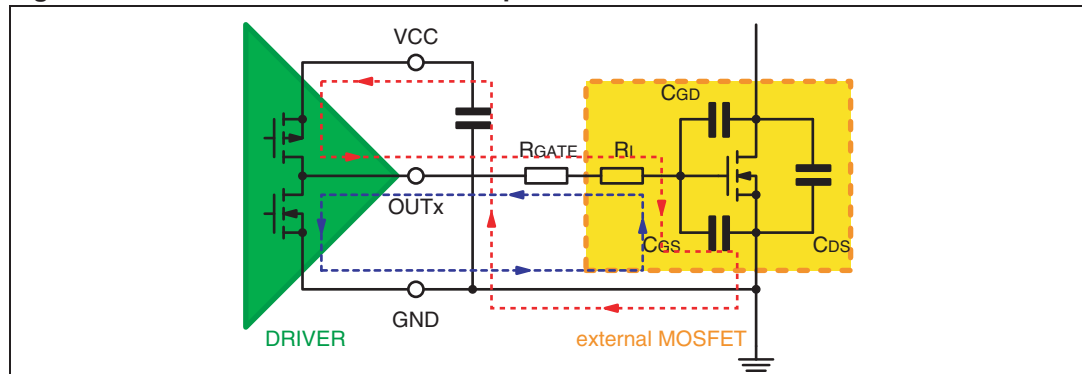 VCC
CGD
RGATE
RI
OUTx
CGS
CDS
GND
DRIVER
external MOSFET